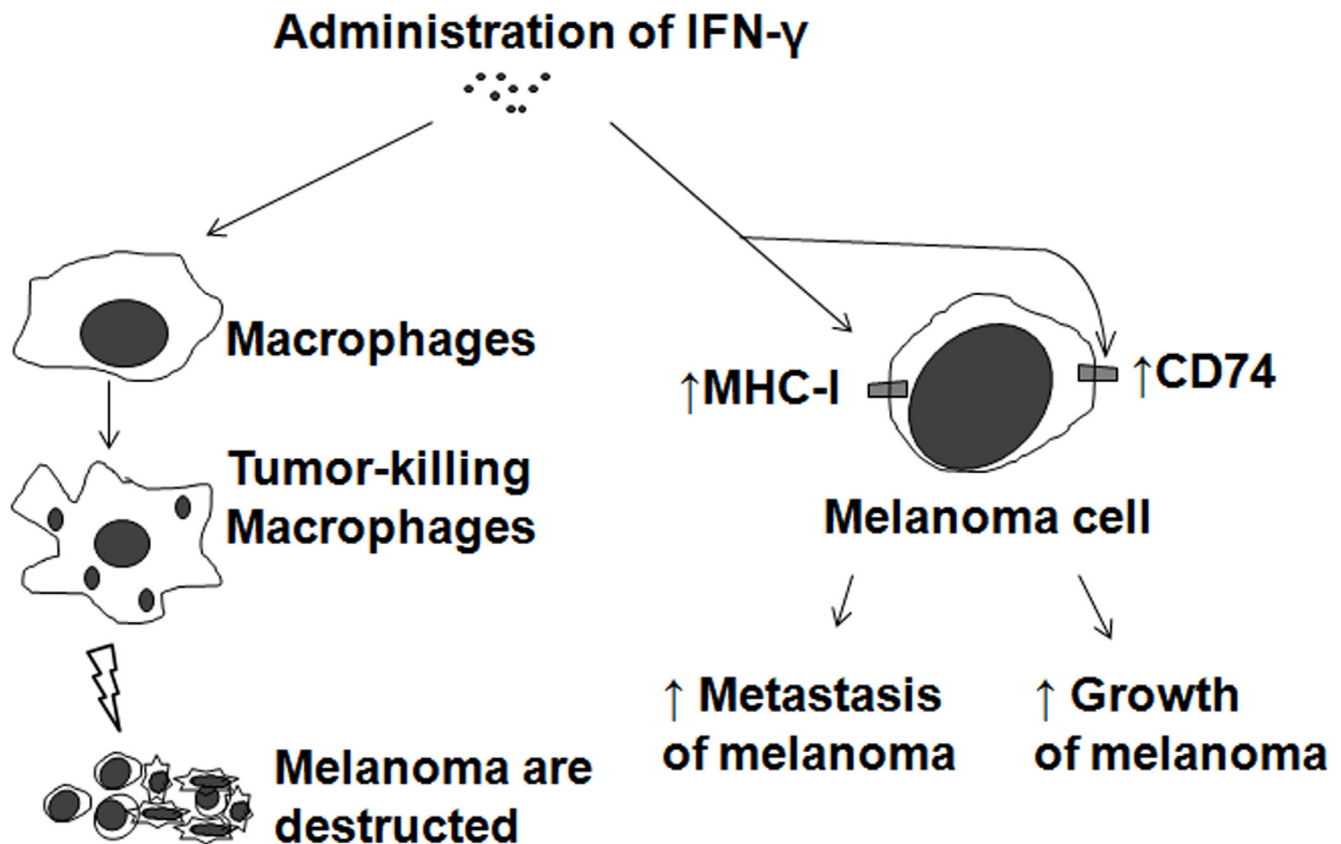 Administration of IFN-γ
Macrophages
↑MHC-I
↑CD74
Tumor-killing
Macrophages
Melanoma cell
↑ Metastasis
of melanoma
↑ Growth
of melanoma
Melanoma are
destructed